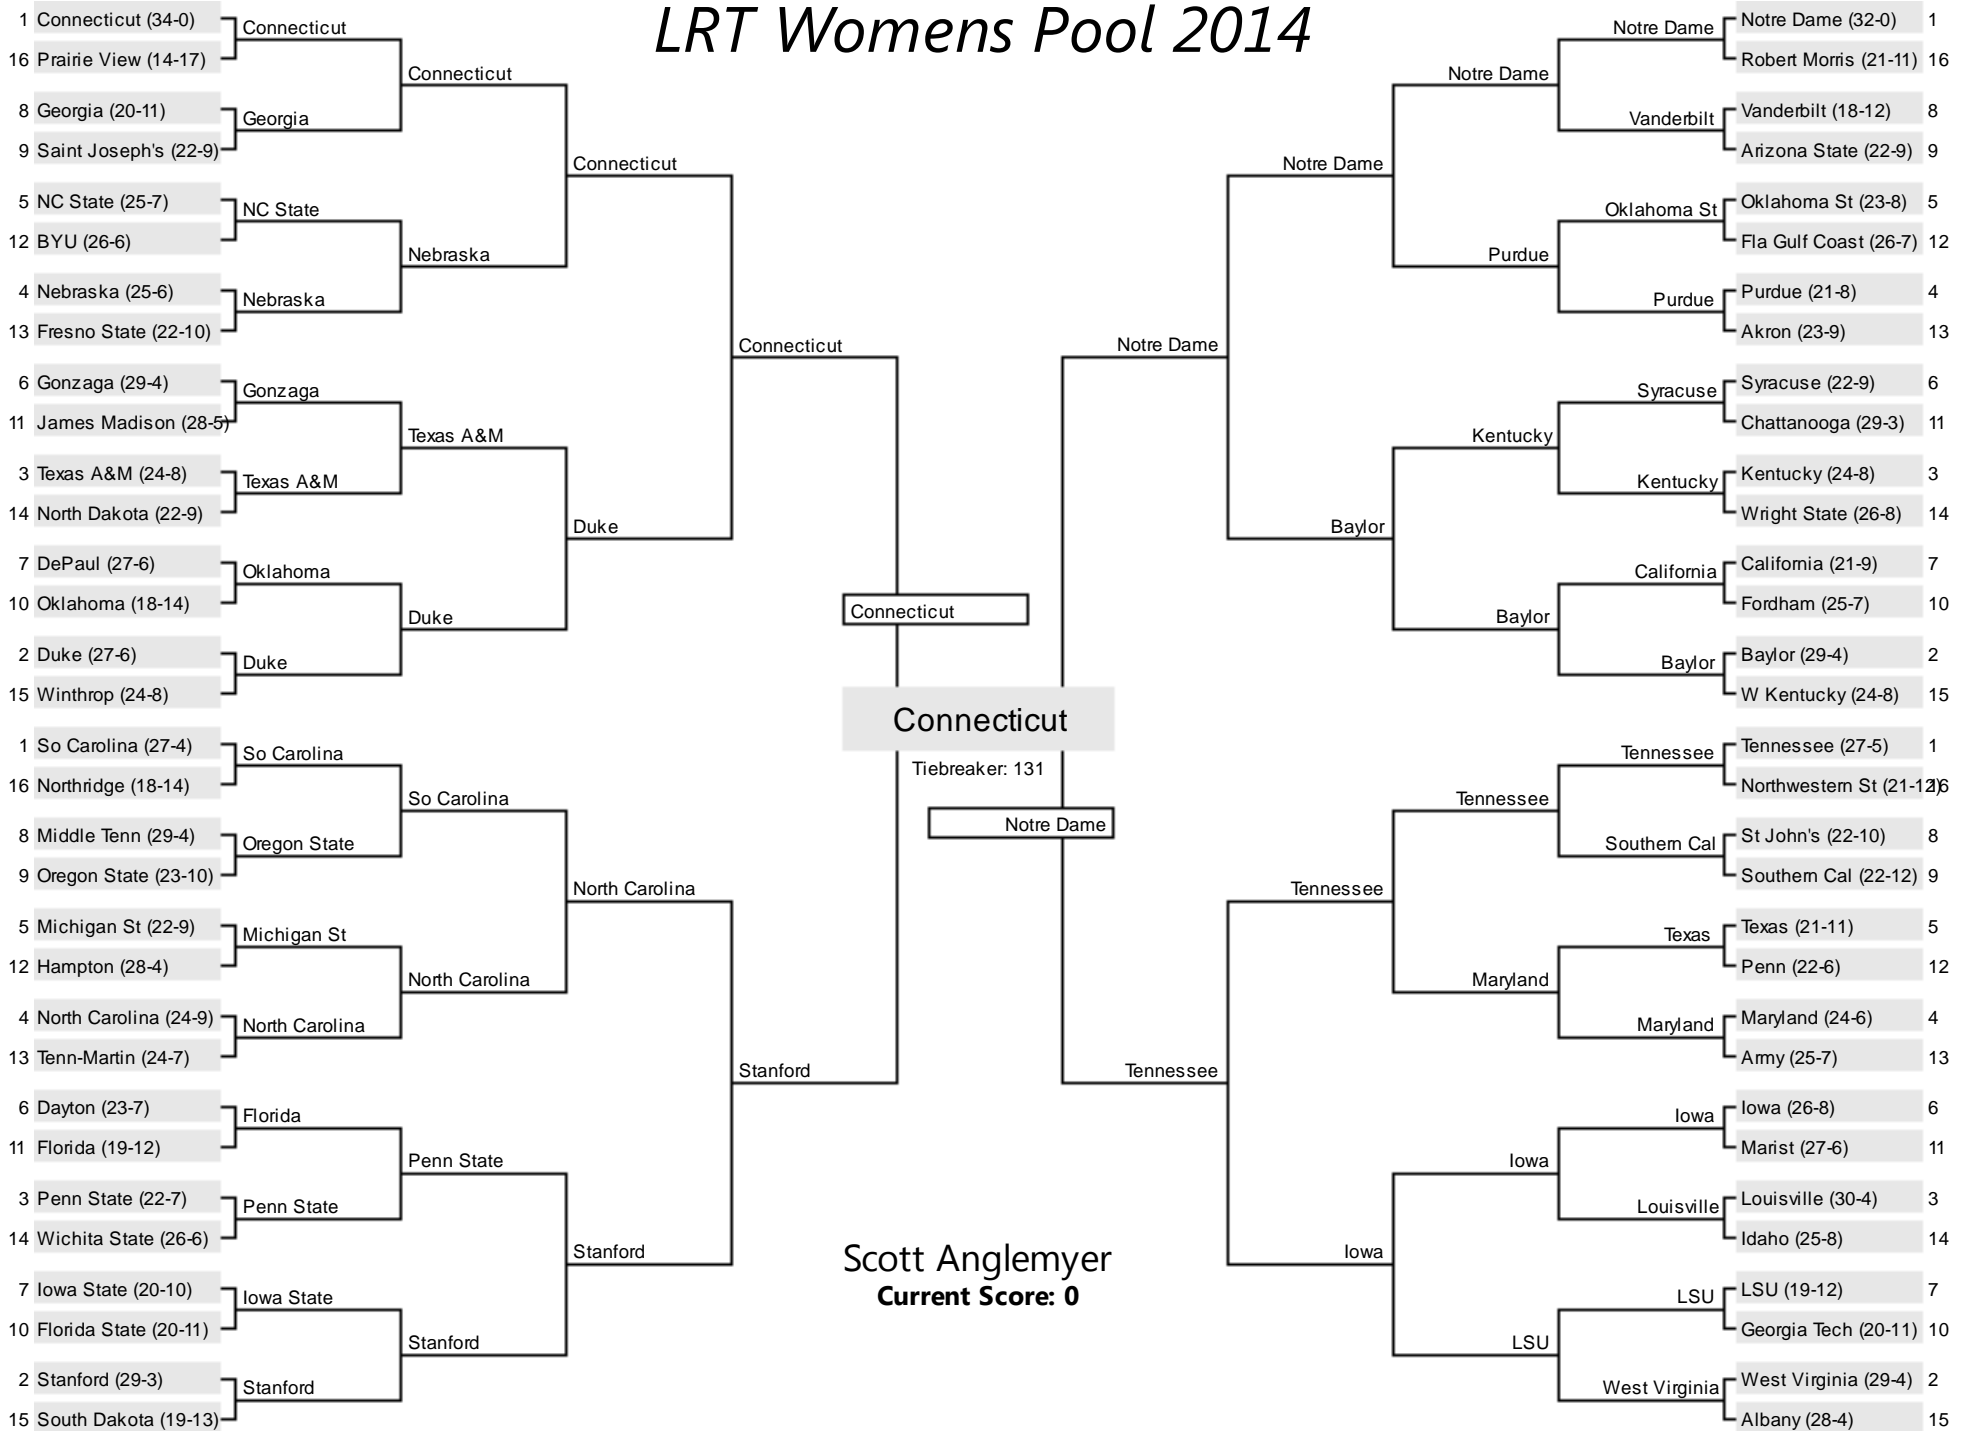 LRT Womens Pool 2014
1 Connecticut (34-0)
16 Prairie View (14-17)
8 Georgia (20-11)
9 Saint Joseph's (22-9)
5 NC State (25-7)
12 BYU (26-6)
4 Nebraska (25-6)
13 Fresno State (22-10)
6 Gonzaga (29-4)
11 James Madison (28-5)
3 Texas A&M (24-8)
14 North Dakota (22-9)
7 DePaul (27-6)
10 Oklahoma (18-14)
2 Duke (27-6)
15 Winthrop (24-8)
1 So Carolina (27-4)
16 Northridge (18-14)
8 Middle Tenn (29-4)
9 Oregon State (23-10)
5 Michigan St (22-9)
12 Hampton (28-4)
4 North Carolina (24-9)
13 Tenn-Martin (24-7)
6 Dayton (23-7)
11 Florida (19-12)
3 Penn State (22-7)
14 Wichita State (26-6)
7 Iowa State (20-10)
10 Florida State (20-11)
2 Stanford (29-3)
15 South Dakota (19-13)
Connecticut
Georgia
NC State
Nebraska
Gonzaga
Texas A&M
Oklahoma
Duke
So Carolina
Oregon State
Michigan St
North Carolina
Florida
Penn State
Iowa State
Stanford
Connecticut
Nebraska
Texas A&M
Duke
So Carolina
North Carolina
Penn State
Stanford
Connecticut
Duke
North Carolina
Stanford
Connecticut
Stanford
Connecticut
Connecticut
Tiebreaker: 131
Notre Dame
Scott Anglemyer
Current Score: 0
Notre Dame
Tennessee
Notre Dame
Baylor
Tennessee
Iowa
Notre Dame
Purdue
Kentucky
Baylor
Tennessee
Maryland
Iowa
LSU
Notre Dame
Vanderbilt
Oklahoma St
Purdue
Syracuse
Kentucky
California
Baylor
Tennessee
Southern Cal
Texas
Maryland
Iowa
Louisville
LSU
West Virginia
Notre Dame (32-0) 1
Robert Morris (21-11) 16
Vanderbilt (18-12) 8
Arizona State (22-9) 9
Oklahoma St (23-8) 5
Fla Gulf Coast (26-7) 12
Purdue (21-8) 4
Akron (23-9) 13
Syracuse (22-9) 6
Chattanooga (29-3) 11
Kentucky (24-8) 3
Wright State (26-8) 14
California (21-9) 7
Fordham (25-7) 10
Baylor (29-4) 2
W Kentucky (24-8) 15
Tennessee (27-5) 1
Northwestern St (21-12) 16
St John's (22-10) 8
Southern Cal (22-12) 9
Texas (21-11) 5
Penn (22-6) 12
Maryland (24-6) 4
Army (25-7) 13
Iowa (26-8) 6
Marist (27-6) 11
Louisville (30-4) 3
Idaho (25-8) 14
LSU (19-12) 7
Georgia Tech (20-11) 10
West Virginia (29-4) 2
Albany (28-4) 15